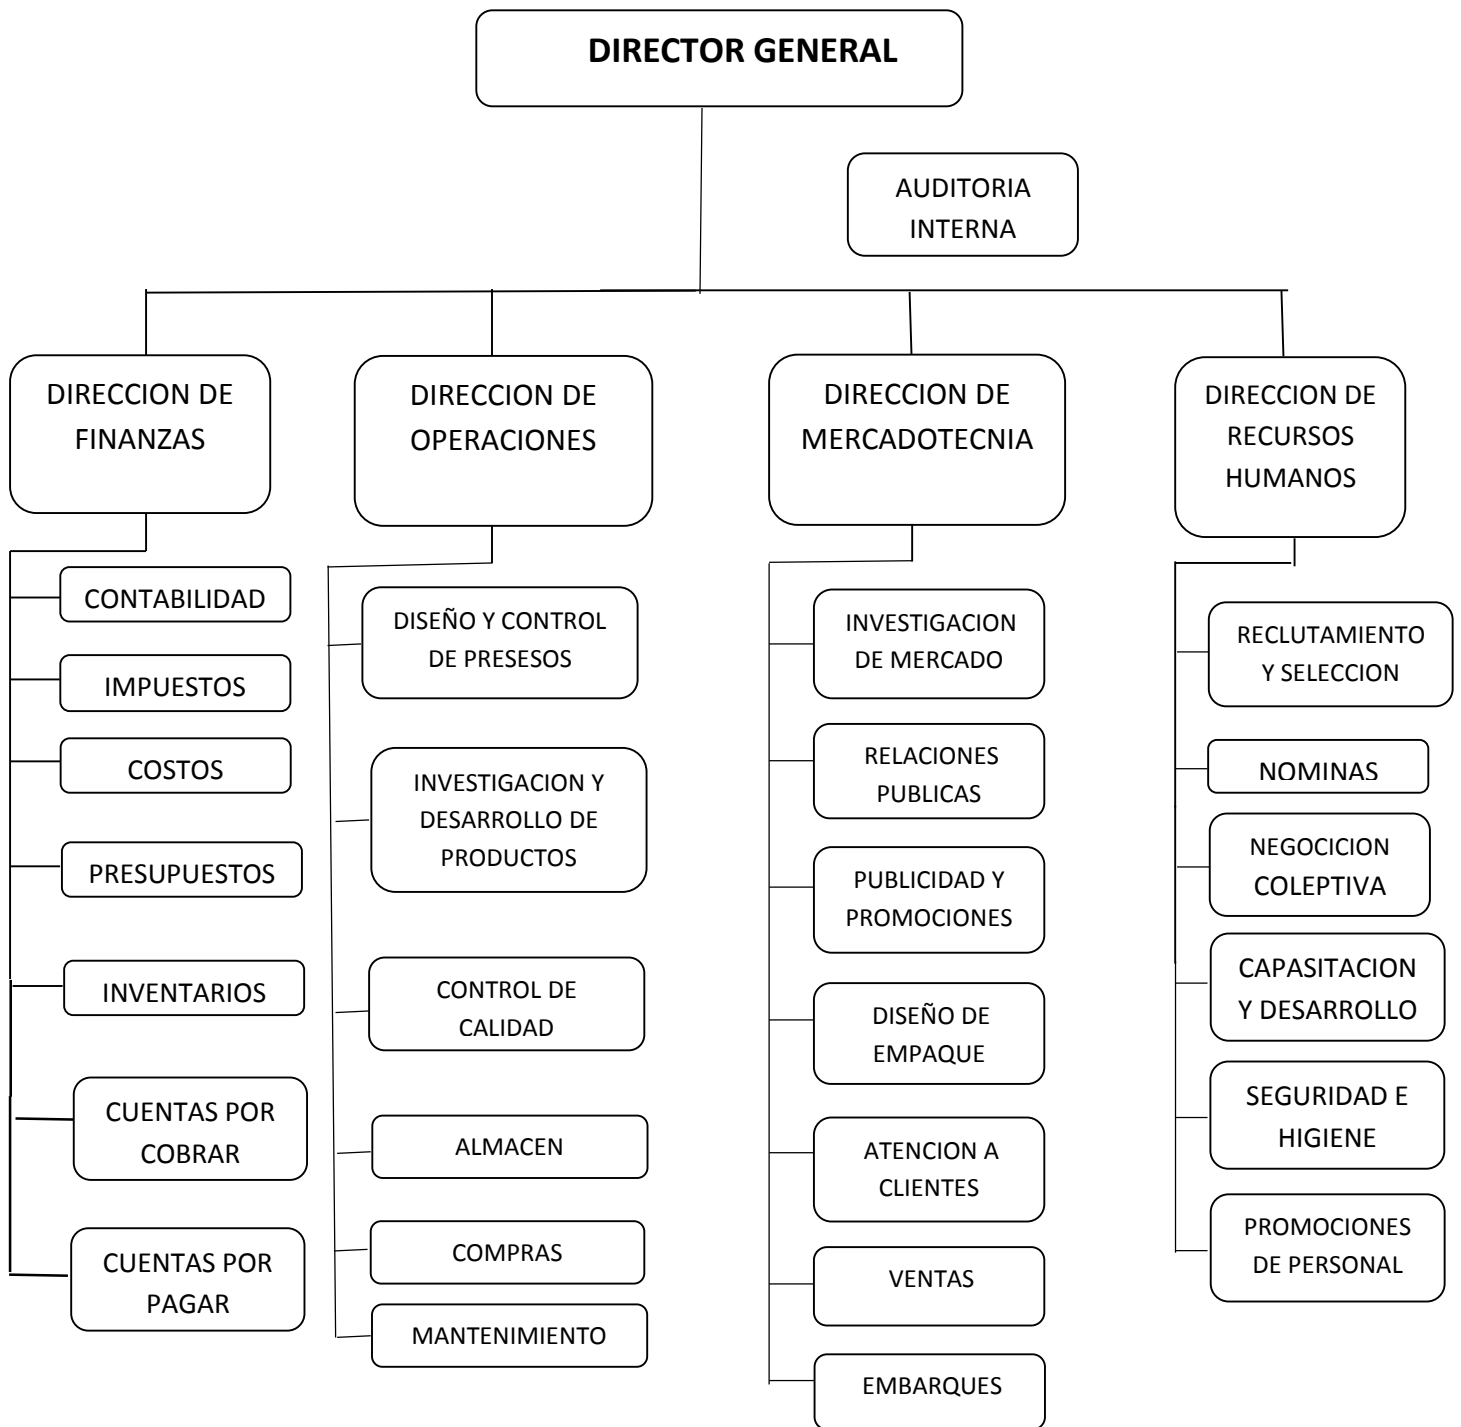 DIRECTOR GENERAL
AUDITORIA
INTERNA
DIRECCION DE
FINANZAS
DIRECCION DE
OPERACIONES
DIRECCION DE
MERCADOTECNIA
DIRECCION DE
RECURSOS
HUMANOS
CONTABILIDAD
IMPUESTOS
COSTOS
PRESUPUESTOS
INVENTARIOS
CUENTAS POR
COBRAR
CUENTAS POR
PAGAR
DISEÑO Y CONTROL
DE PRESESOS
INVESTIGACION Y
DESARROLLO DE
PRODUCTOS
CONTROL DE
CALIDAD
ALMACEN
COMPRAS
MANTENIMIENTO
INVESTIGACION
DE MERCADO
RELACIONES
PUBLICAS
PUBLICIDAD Y
PROMOCIONES
DISEÑO DE
EMPAQUE
ATENCION A
CLIENTES
VENTAS
EMBARQUES
RECLUTAMIENTO
Y SELECCION
NOMINAS
NEGOCICION
COLEPTIVA
CAPASITACION
Y DESARROLLO
SEGURIDAD E
HIGIENE
PROMOCIONES
DE PERSONAL